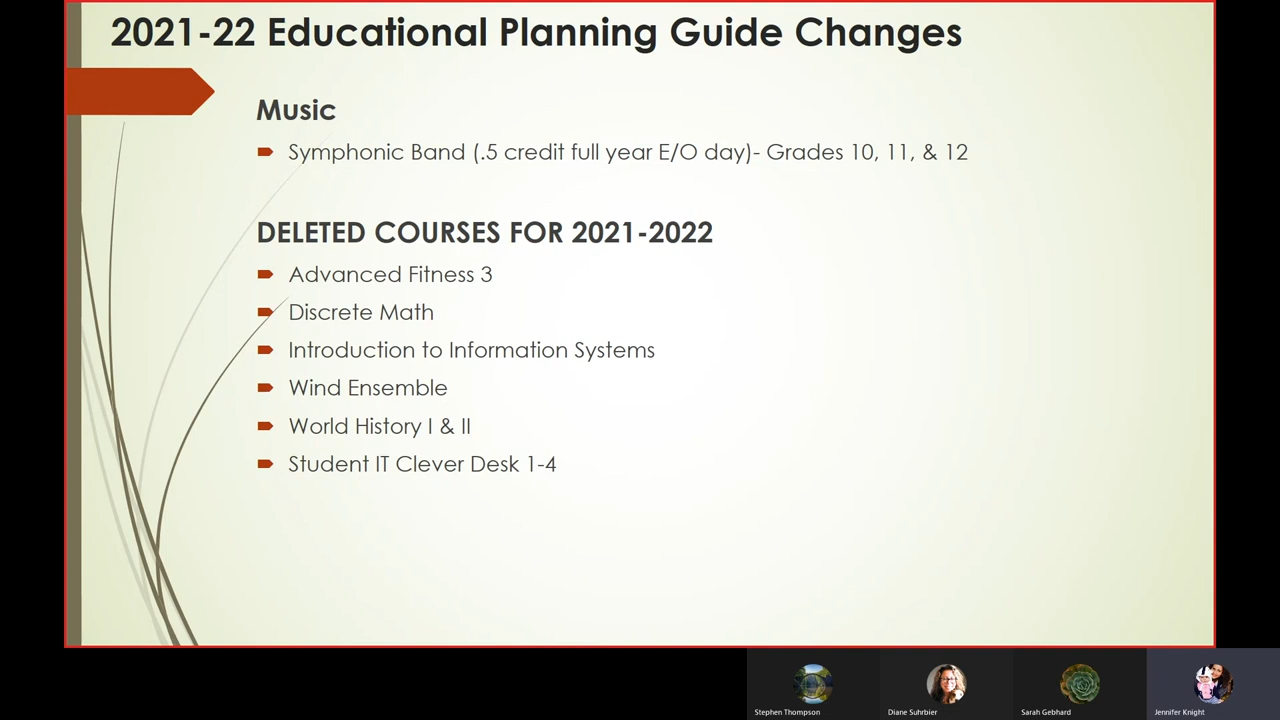 2021-22 Educational Planning Guide Changes
Music
Symphonic Band (.5 credit full year E/O day)- Grades 10, 11, & 12
DELETED COURSES FOR 2021-2022
Advanced Fitness 3
Discrete Math
Introduction to Information Systems
Wind Ensemble
World History I & II
Student IT Clever Desk 1-4
Stephen Thompson
Diane Suhrbier
Sarah Gebhard
Jennifer Knight